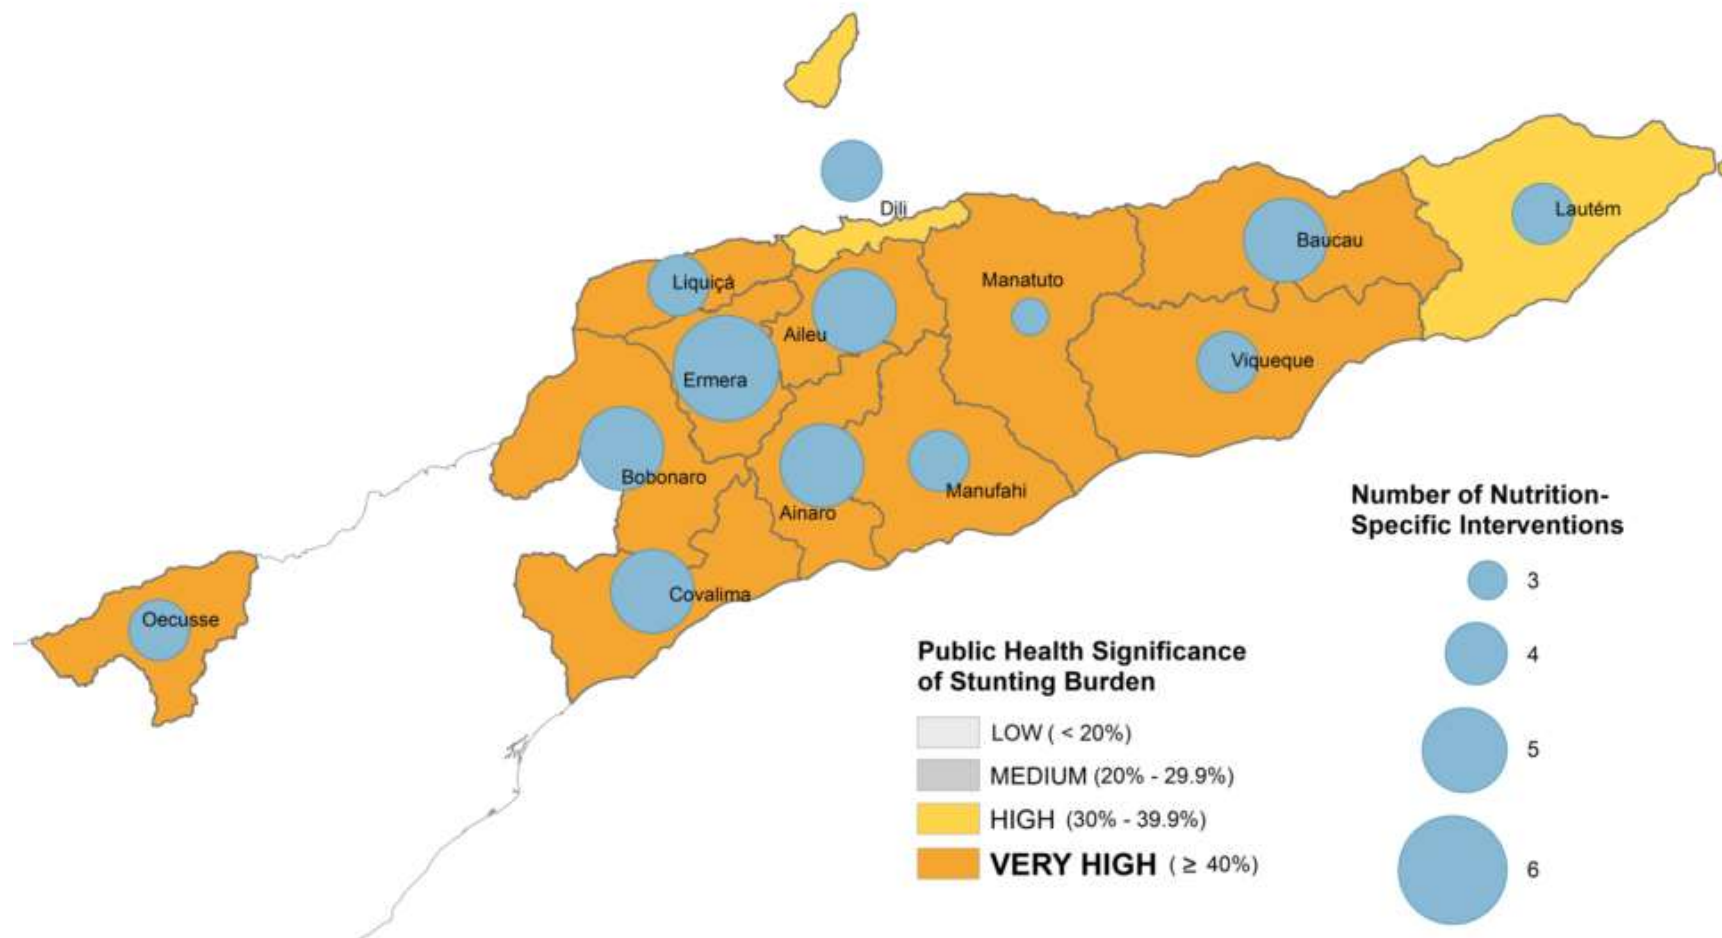 Dili
Lautém
Baucau
Liquiçá
Manatuto
Aileu
Viqueque
Ermera
Bobonaro
Manufahi
Ainaro
Covalima
Oecusse
Number of Nutrition-
Specific Interventions
3
4
5
6
Public Health Significance
of Stunting Burden
LOW ( < 20%)
MEDIUM (20% - 29.9%)
HIGH (30% - 39.9%)
VERY HIGH ( ≥ 40%)